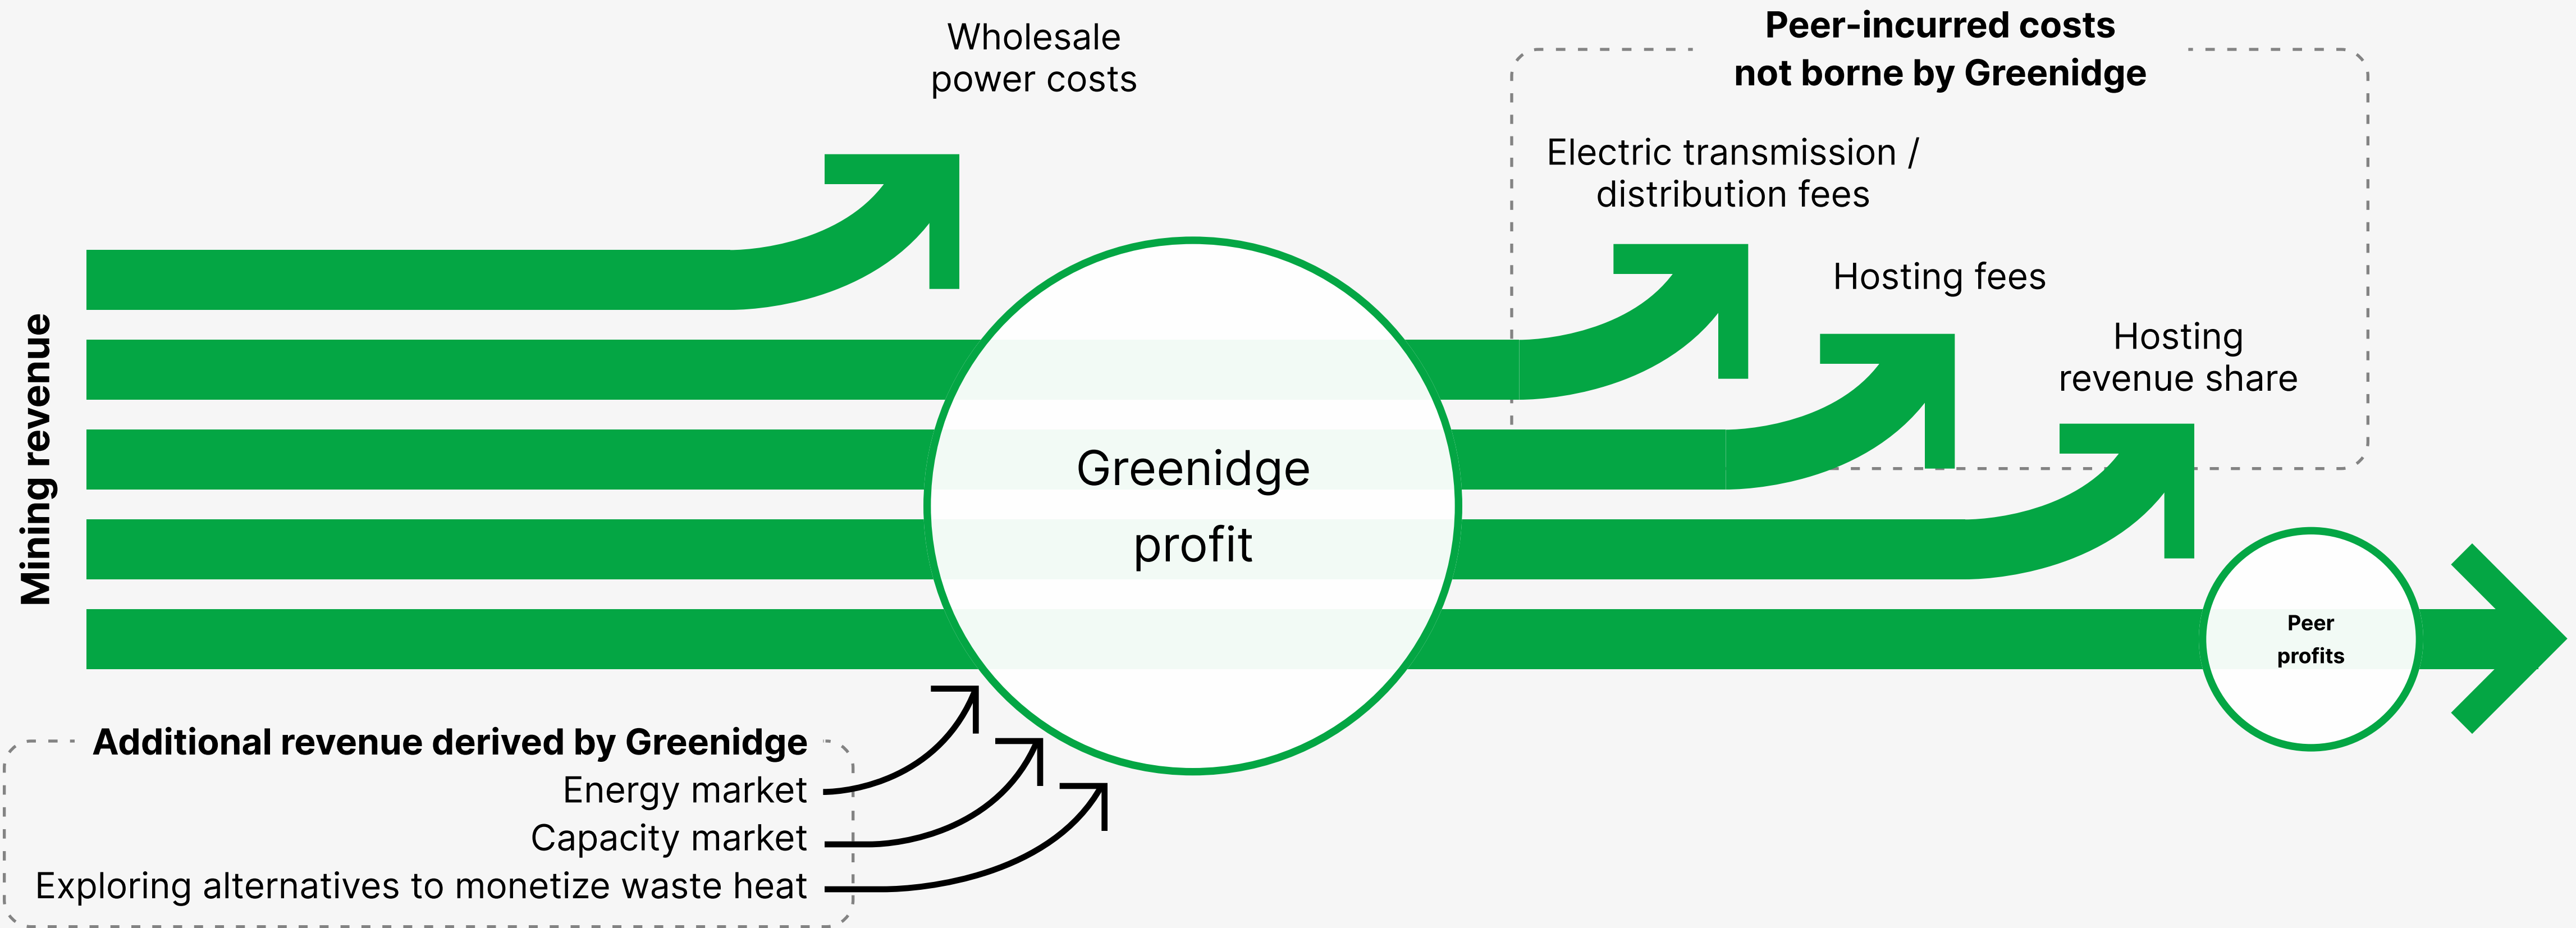 Wholesale
power costs
Peer-incurred costs
not borne by Greenidge
Electric transmission /
distribution fees
Hosting fees
Hosting
revenue share
Mining revenue
Greenidge
profit
Peer
profits
Additional revenue derived by Greenidge
Energy market
Capacity market
Exploring alternatives to monetize waste heat